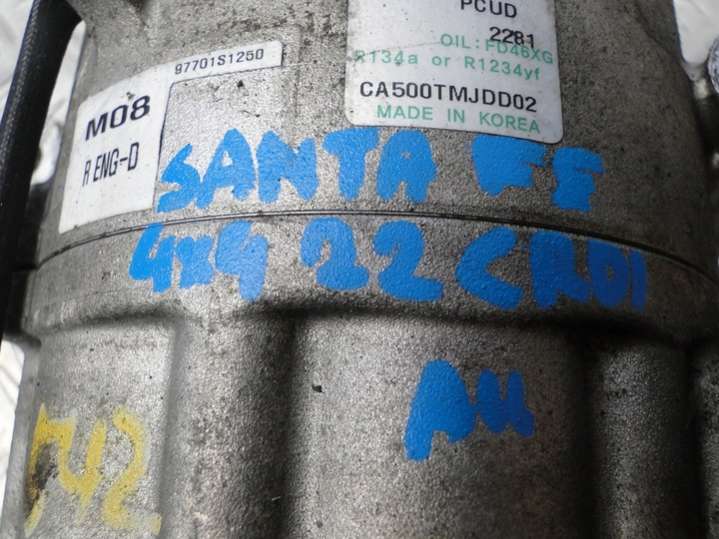 PCUD
2281
OIL: FD46XG
R134a or R1234yf
CA500TMJDD02
MADE IN KOREA
97701S1250
M08
R ENG-D
SANTA FE
4x4 22 CRDI
AU
742